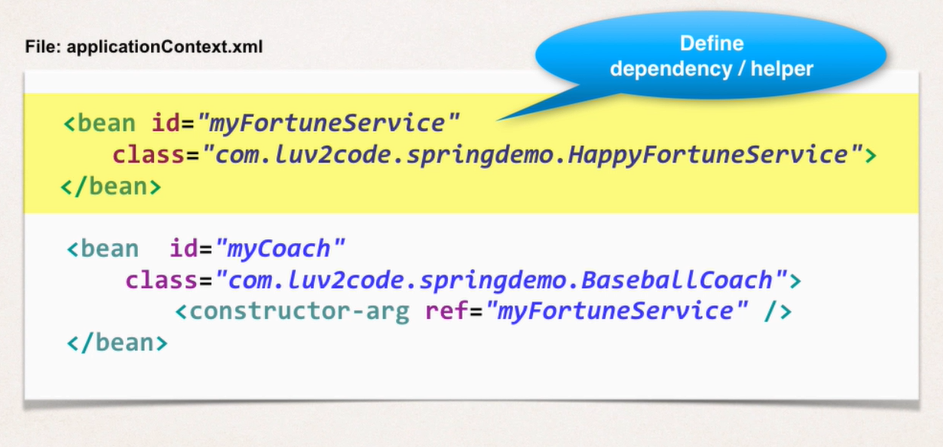 File: applicationContext.xml
Define
dependency / helper
<bean id="myFortuneService"
class="com.luv2code.springdemo.HappyFortuneService">
</bean>
<bean id="myCoach"
class="com.luv2code.springdemo.BaseballCoach">
<constructor-arg ref="myFortuneService" />
</bean>